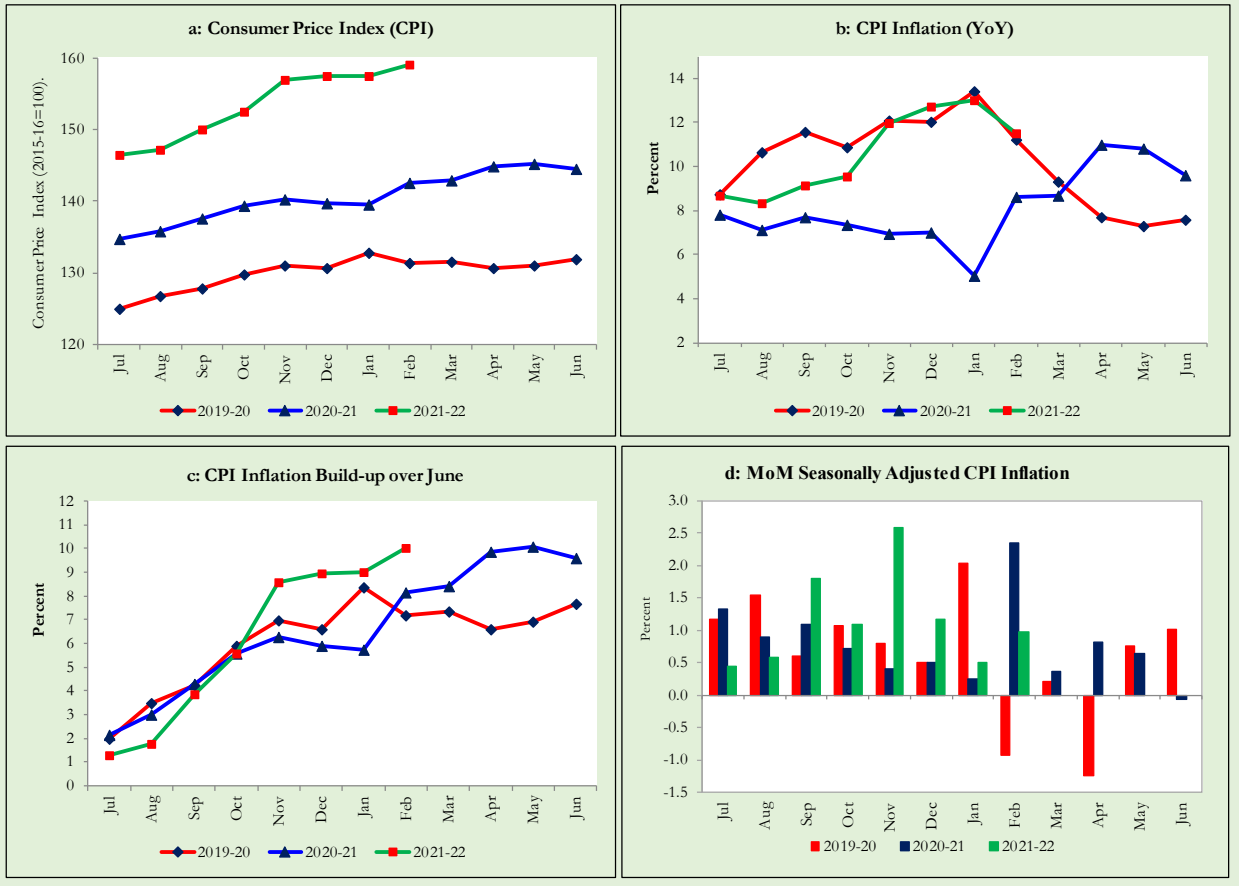 a: Consumer Price Index (CPI)
Consumer Price Index (2015-16=100).
160
150
140
130
120
Jul Aug Sep Oct Nov Dec Jan Feb Mar Apr May Jun
2019-20 2020-21 2021-22
b: CPI Inflation (YoY)
Percent
14
12
10
8
6
4
2
Jul Aug Sep Oct Nov Dec Jan Feb Mar Apr May Jun
2019-20 2020-21 2021-22
c: CPI Inflation Build-up over June
Percent
12
11
10
9
8
7
6
5
4
3
2
1
0
Jul Aug Sep Oct Nov Dec Jan Feb Mar Apr May Jun
2019-20 2020-21 2021-22
d: MoM Seasonally Adjusted CPI Inflation
Percent
3.0
2.5
2.0
1.5
1.0
0.5
0.0
-0.5
-1.0
-1.5
Jul Aug Sep Oct Nov Dec Jan Feb Mar Apr May Jun
2019-20 2020-21 2021-22